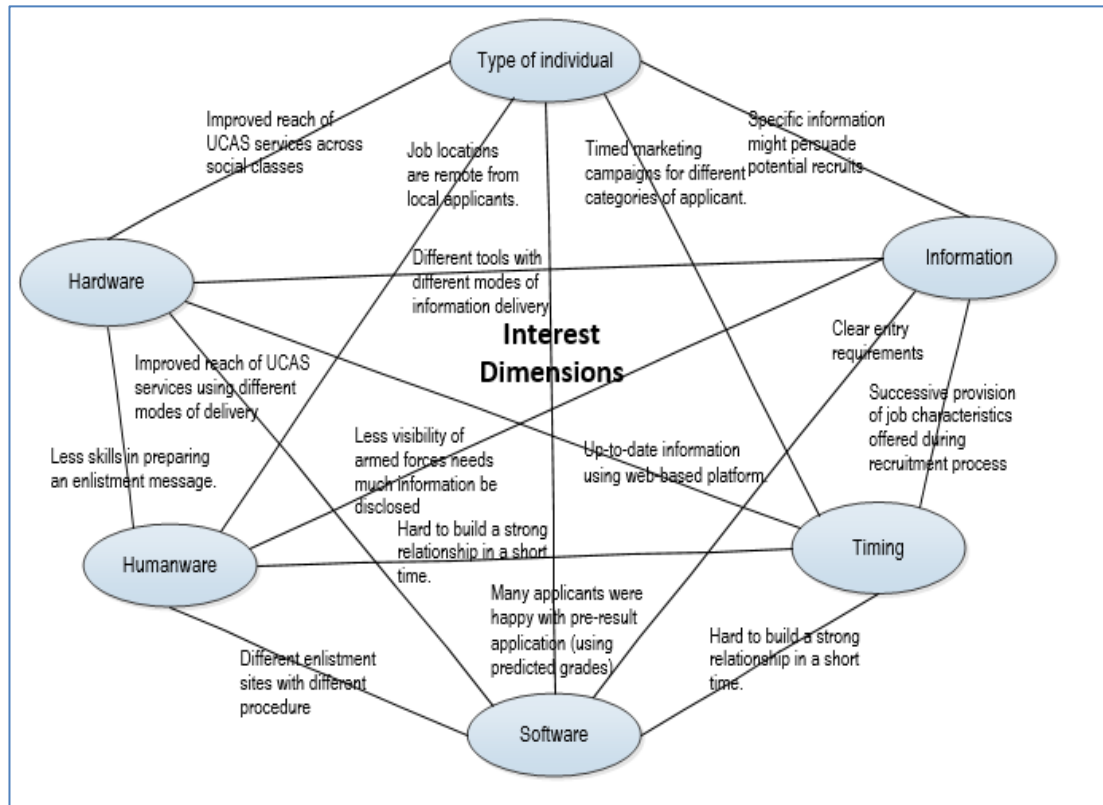 Type of individual
Improved reach of
UCAS services across
social classes
Job locations
are remote from
local applicants.
Timed marketing
campaigns for different
categories of applicant.
Specific information
might persuade
potential recruits
Hardware
Information
Different tools with
different modes of
information delivery
Interest
Dimensions
Clear entry
requirements
Improved reach of UCAS
services using different
modes of delivery
Successive provision
of job characteristics
offered during
recruitment process
Less skills in preparing
an enlistment message.
Less visibility of
armed forces needs
much information be
disclosed
Up-to-date information
using web-based platform.
Hard to build a strong
relationship in a short
time.
Humanware
Timing
Many applicants were
happy with pre-result
application (using
predicted grades)
Hard to build a strong
relationship in a short
time.
Different enlistment
sites with different
procedure
Software